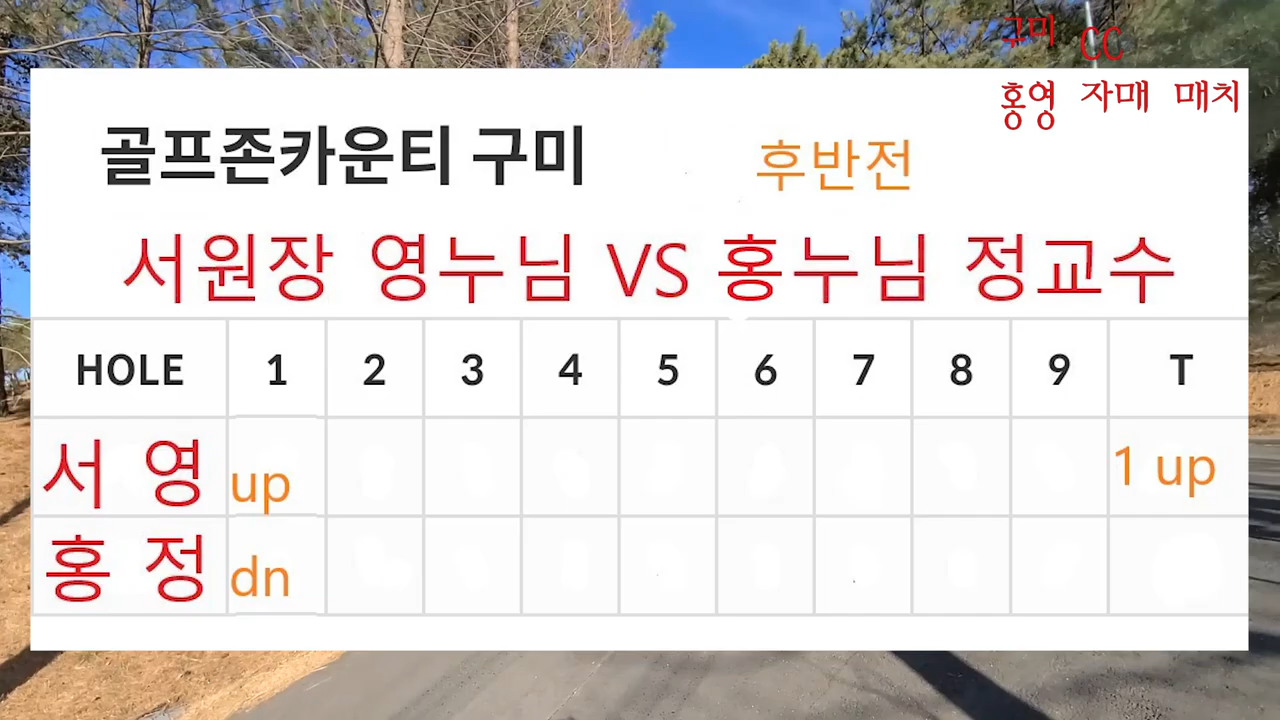 구미 CC
홍영 자매 매치
골프존카운티 구미 후반전
서원장 영누님 VS 홍누님 정교수
HOLE 1 2 3 4 5 6 7 8 9 T
서 영 up 1 up
홍 정 dn